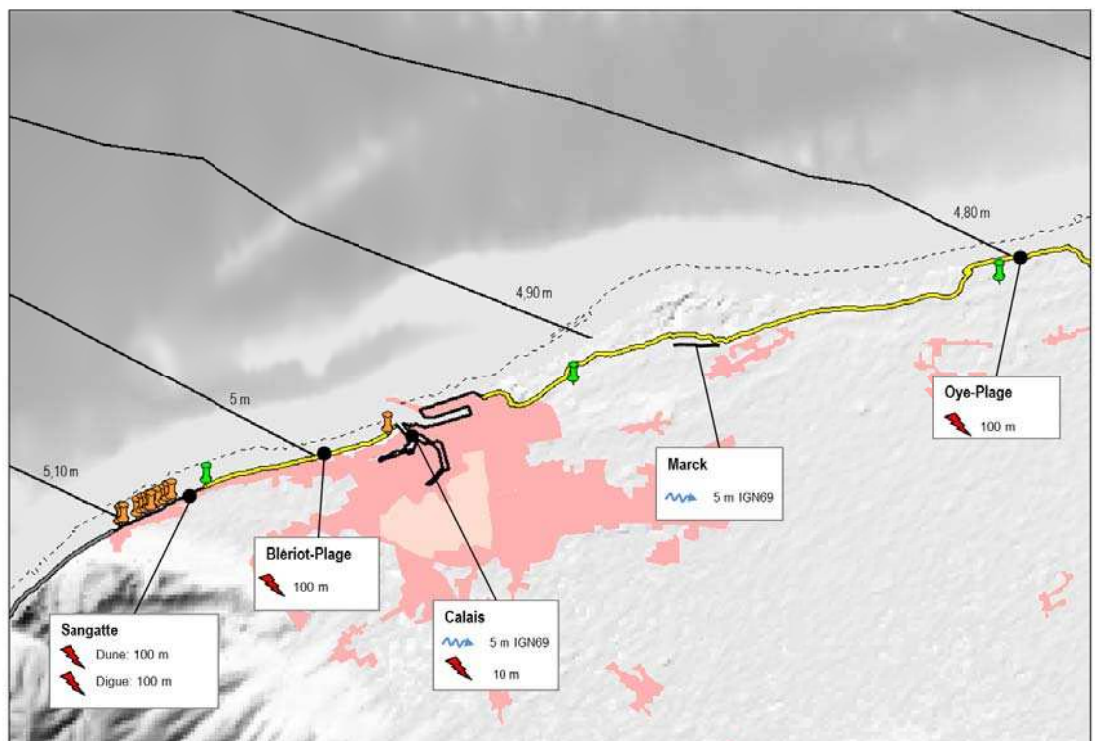 4,80 m
4,90 m
5 m
5,10 m
Oye-Plage
100 m
Marck
5 m IGN69
Blériot-Plage
100 m
Calais
5 m IGN69
10 m
Sangatte
Dune: 100 m
Digue: 100 m